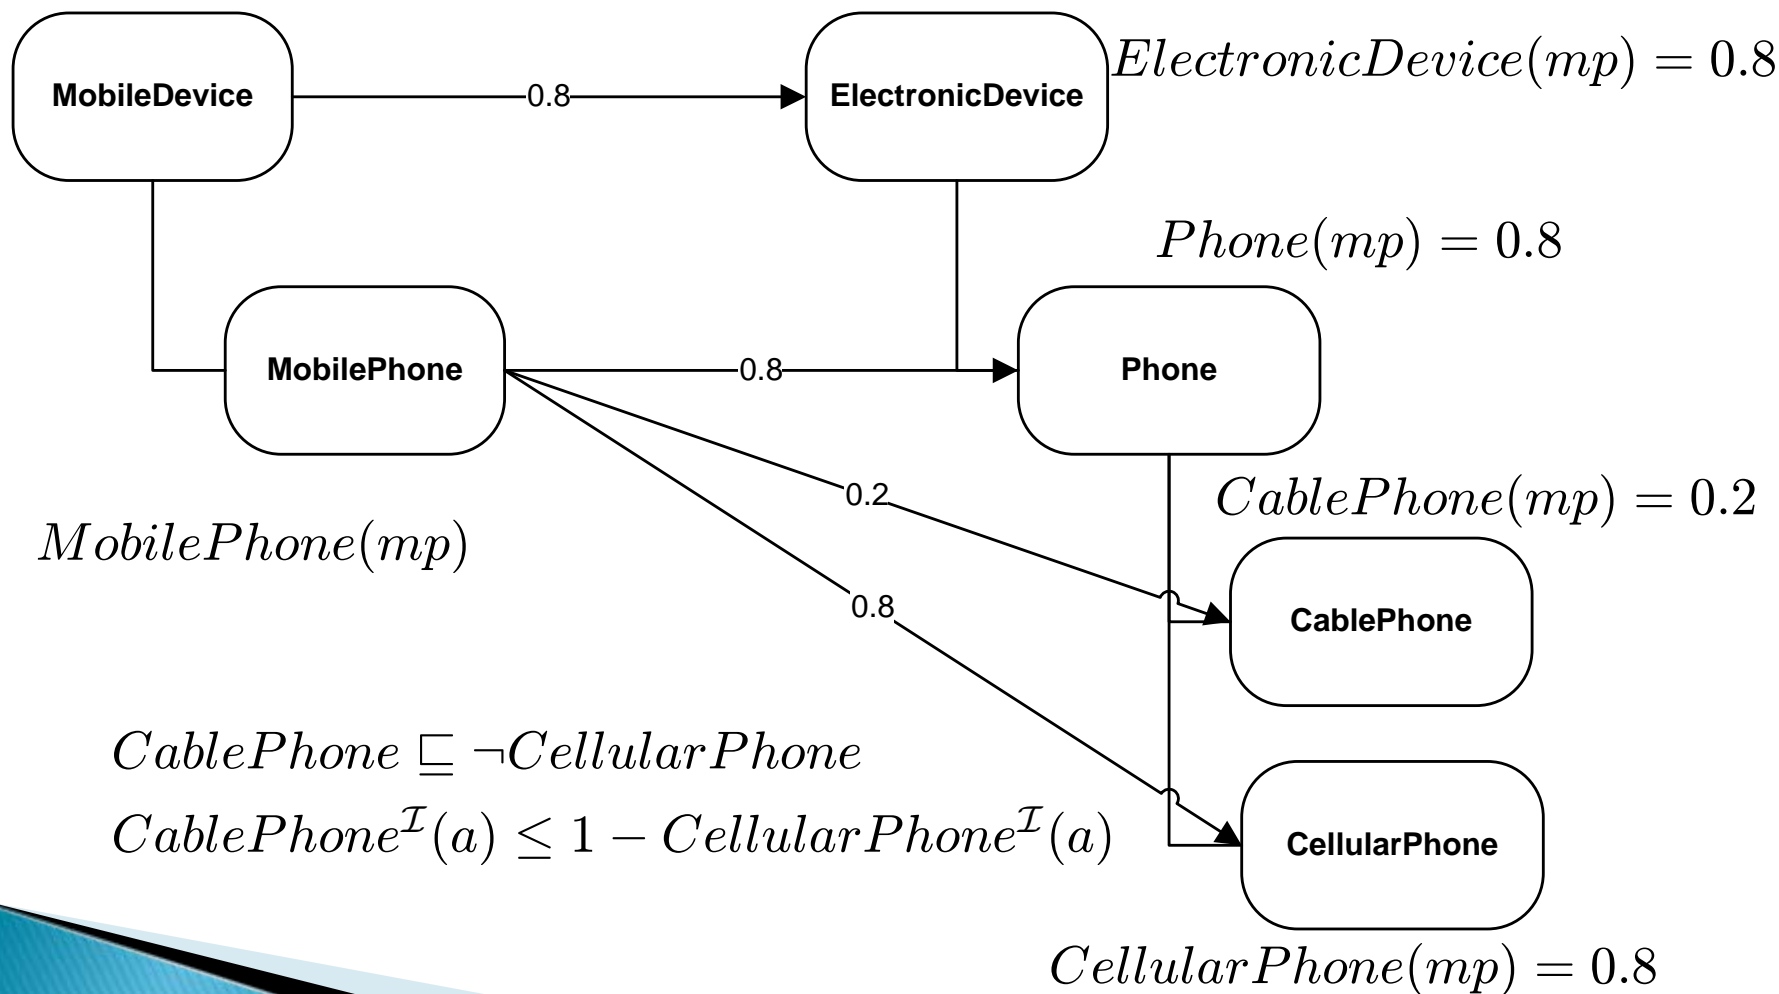 MobileDevice
0.8
ElectronicDevice
ElectronicDevice(mp) = 0.8
Phone(mp) = 0.8
MobilePhone
0.8
Phone
0.2
CablePhone(mp) = 0.2
MobilePhone(mp)
0.8
CablePhone
CablePhone ⊑ ¬CellularPhone
CablePhone^ℐ(a) ≤ 1 − CellularPhone^ℐ(a)
CellularPhone
CellularPhone(mp) = 0.8